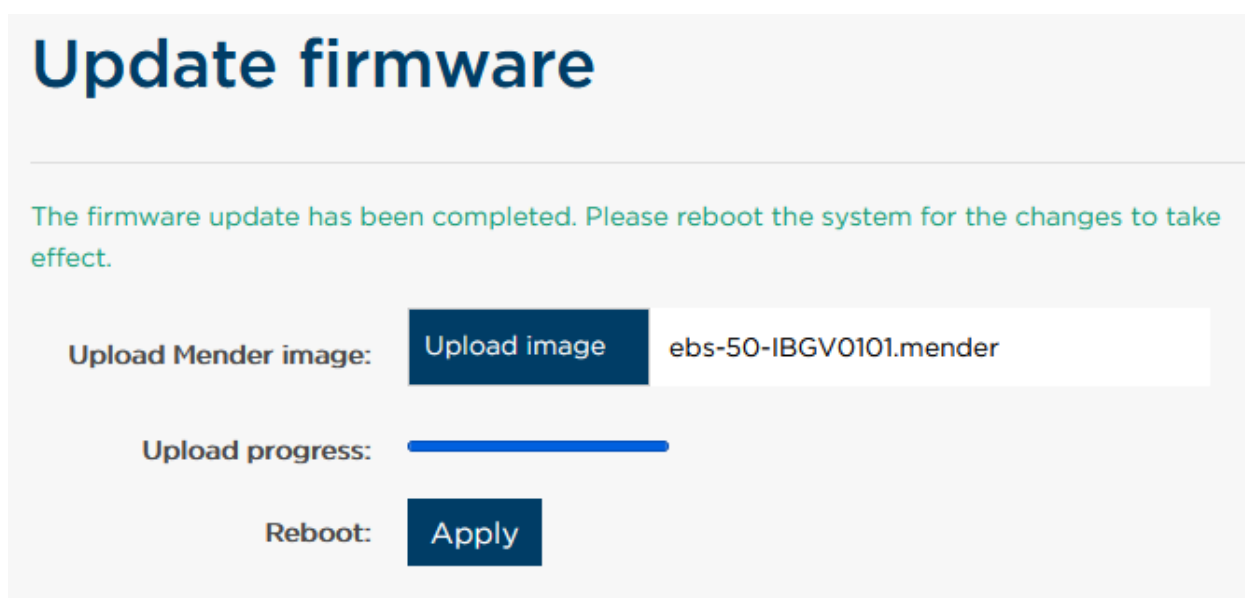 Update firmware
The firmware update has been completed. Please reboot the system for the changes to take
effect.
Upload Mender image: Upload image ebs-50-IBGV0101.mender
Upload progress:
Reboot: Apply